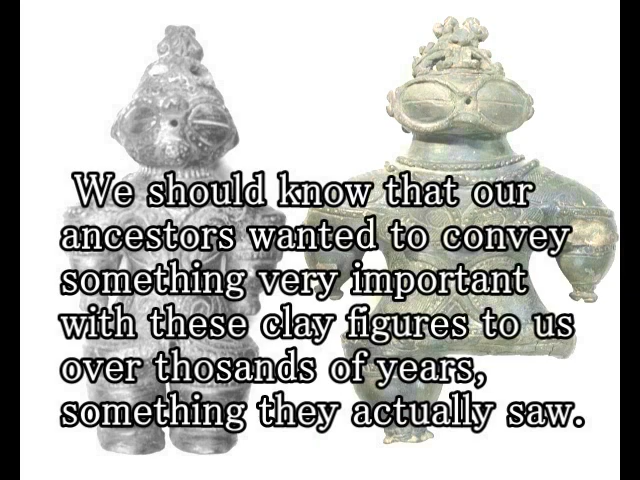 We should know that our
ancestors wanted to convey
something very important
with these clay figures to us
over thosands of years,
something they actually saw.